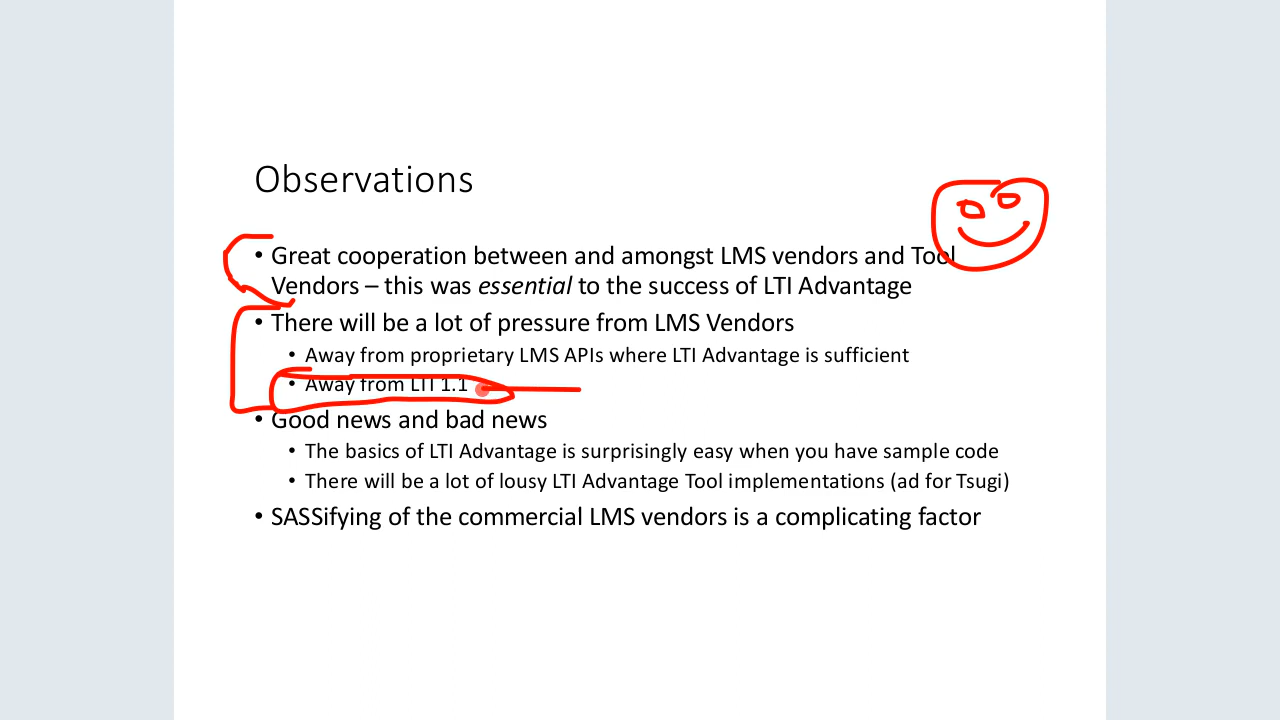 Observations
• Great cooperation between and amongst LMS vendors and Tool
Vendors – this was essential to the success of LTI Advantage
• There will be a lot of pressure from LMS Vendors
• Away from proprietary LMS APIs where LTI Advantage is sufficient
• Away from LTI 1.1
• Good news and bad news
• The basics of LTI Advantage is surprisingly easy when you have sample code
• There will be a lot of lousy LTI Advantage Tool implementations (ad for Tsugi)
• SASSifying of the commercial LMS vendors is a complicating factor